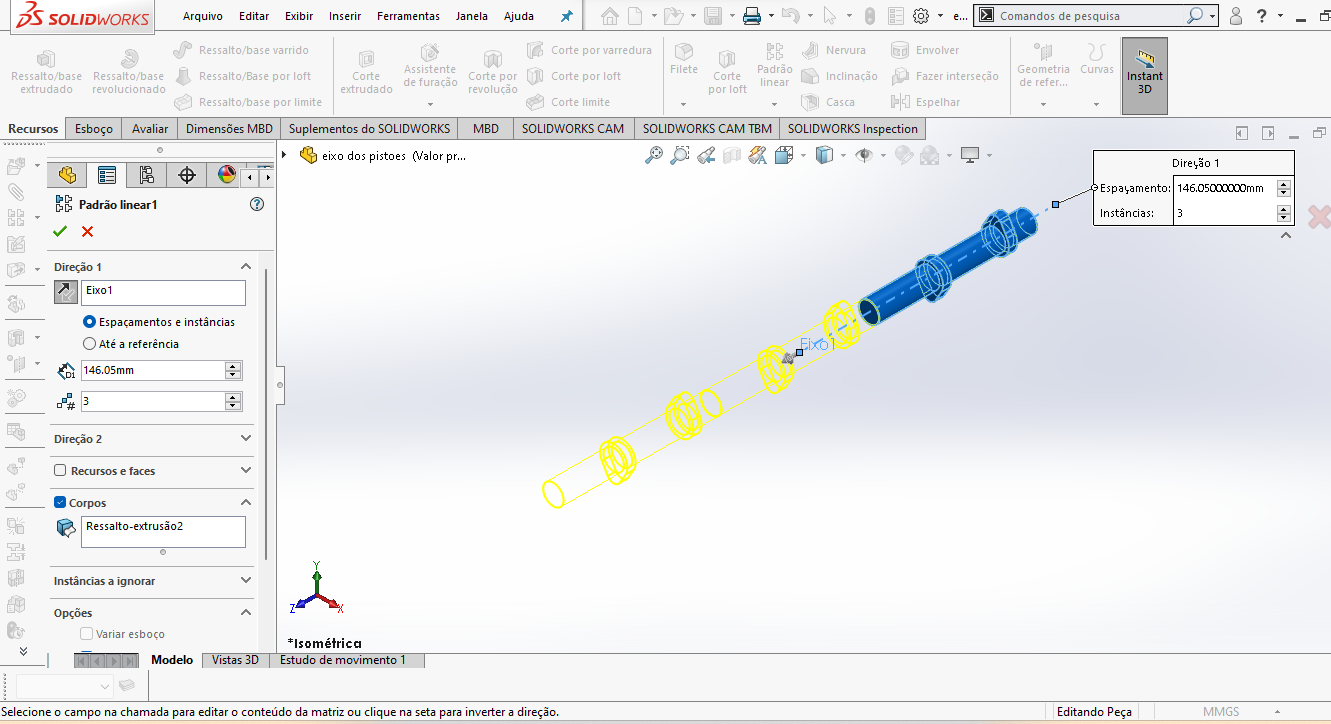 SOLIDWORKS
Arquivo Editar Exibir Inserir Ferramentas Janela Ajuda
e...
Comandos de pesquisa
?
Ressalto/base extrudado
Ressalto/base revolucionado
Ressalto/base varrido
Ressalto/Base por loft
Ressalto/base por limite
Corte extrudado
Assistente de furação
Corte por revolução
Corte por varredura
Corte por loft
Corte limite
Filete
Corte por loft
Padrão linear
Nervura
Inclinação
Casca
Envolver
Fazer interseção
Espelhar
Geometria de refer...
Curvas
Instant 3D
Recursos Esboço Avaliar Dimensões MBD Suplementos do SOLIDWORKS MBD SOLIDWORKS CAM SOLIDWORKS CAM TBM SOLIDWORKS Inspection
eixo dos pistoes (Valor pr...
Padrão linear1
?
Direção 1
Eixo1
Espaçamentos e instâncias
Até a referência
D1
146.05mm
#
3
Direção 2
Recursos e faces
Corpos
Ressalto-extrusão2
Instâncias a ignorar
Opções
Variar esboço
Direção 1
Espaçamento: 146.05000000mm
Instâncias: 3
Eixo1
Y
Z
X
*Isométrica
Modelo Vistas 3D Estudo de movimento 1
Selecione o campo na chamada para editar o conteúdo da matriz ou clique na seta para inverter a direção.
Editando Peça
MMGS